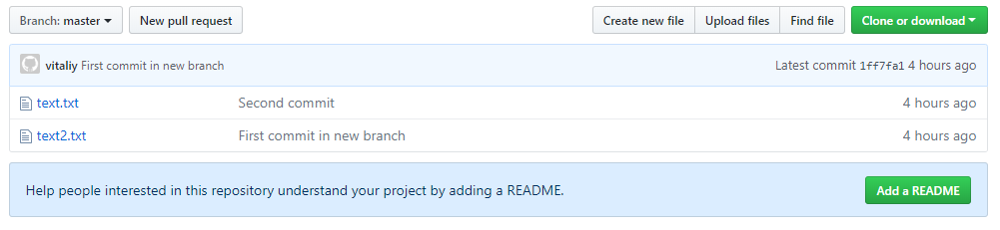 Branch: master New pull request Create new file Upload files Find file Clone or download
vitaliy First commit in new branch Latest commit 1ff7fa1 4 hours ago
text.txt Second commit 4 hours ago
text2.txt First commit in new branch 4 hours ago
Help people interested in this repository understand your project by adding a README. Add a README